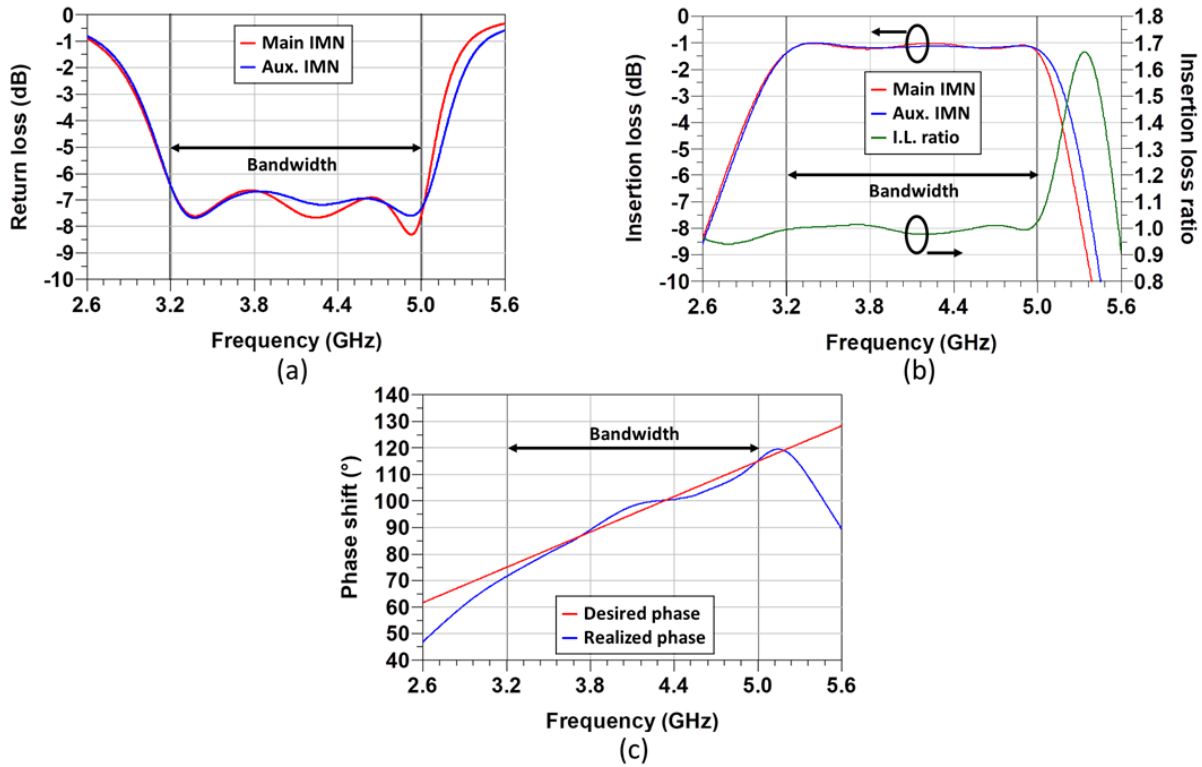 0
-1
-2
-3
-4
-5
-6
-7
-8
-9
-10
Return loss (dB)
Main IMN
Aux. IMN
Bandwidth
2.6 3.2 3.8 4.4 5.0 5.6
Frequency (GHz)
(a)
0
-1
-2
-3
-4
-5
-6
-7
-8
-9
-10
Insertion loss (dB)
Main IMN
Aux. IMN
I.L. ratio
Bandwidth
1.8
1.7
1.6
1.5
1.4
1.3
1.2
1.1
1.0
0.9
0.8
Insertion loss ratio
2.6 3.2 3.8 4.4 5.0 5.6
Frequency (GHz)
(b)
140
130
120
110
100
90
80
70
60
50
40
Phase shift (°)
Bandwidth
Desired phase
Realized phase
2.6 3.2 3.8 4.4 5.0 5.6
Frequency (GHz)
(c)